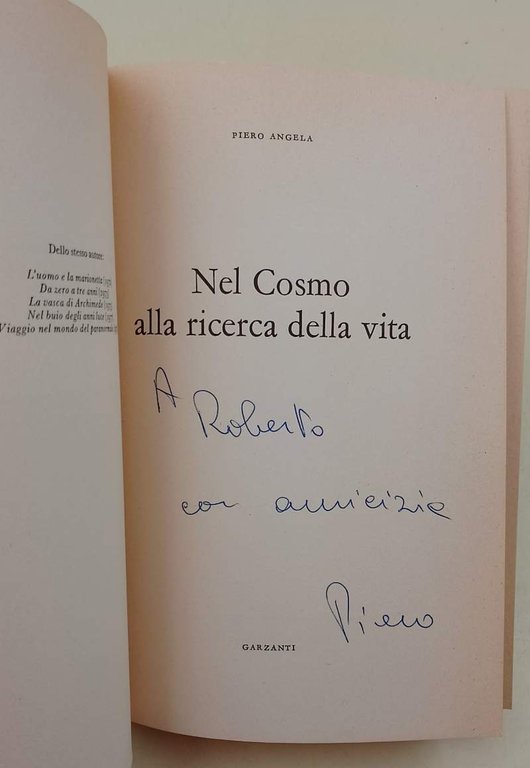 Dello stesso autore:
L'uomo e la marionetta
Da zero a tre anni (1973)
La vasca di Archimede
Nel buio degli anni luce
Viaggio nel mondo del paranormale
PIERO ANGELA
Nel Cosmo
alla ricerca della vita
A
Roberto
con amicizia
Piero
GARZANTI